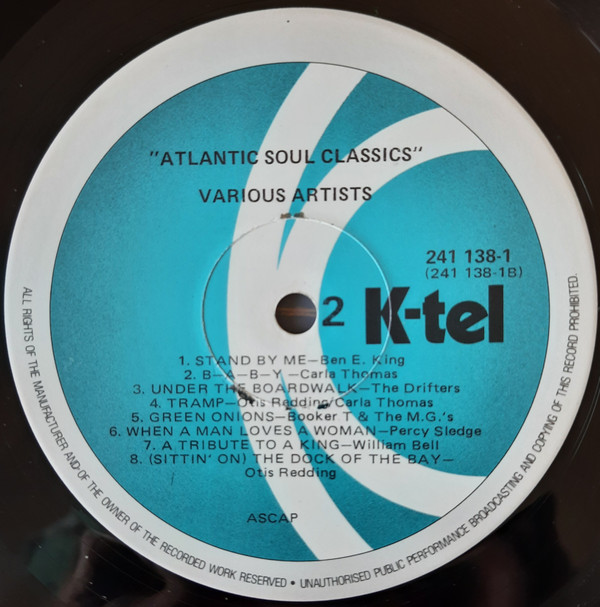 "ATLANTIC SOUL CLASSICS"
VARIOUS ARTISTS
241 138-1
(241 138-1B)
2
K-tel
1. STAND BY ME—Ben E. King
2. B—A—B—Y —Carla Thomas
3. UNDER THE BOARDWALK—The Drifters
4. TRAMP—Otis Redding/Carla Thomas
5. GREEN ONIONS—Booker T & The M.G.'s
6. WHEN A MAN LOVES A WOMAN—Percy Sledge
7. A TRIBUTE TO A KING—William Bell
8. (SITTIN' ON) THE DOCK OF THE BAY—
Otis Redding
ASCAP
ALL RIGHTS OF THE MANUFACTURER AND OF THE OWNER OF THE RECORDED WORK RESERVED • UNAUTHORISED PUBLIC PERFORMANCE BROADCASTING AND COPYING OF THIS RECORD PROHIBITED.